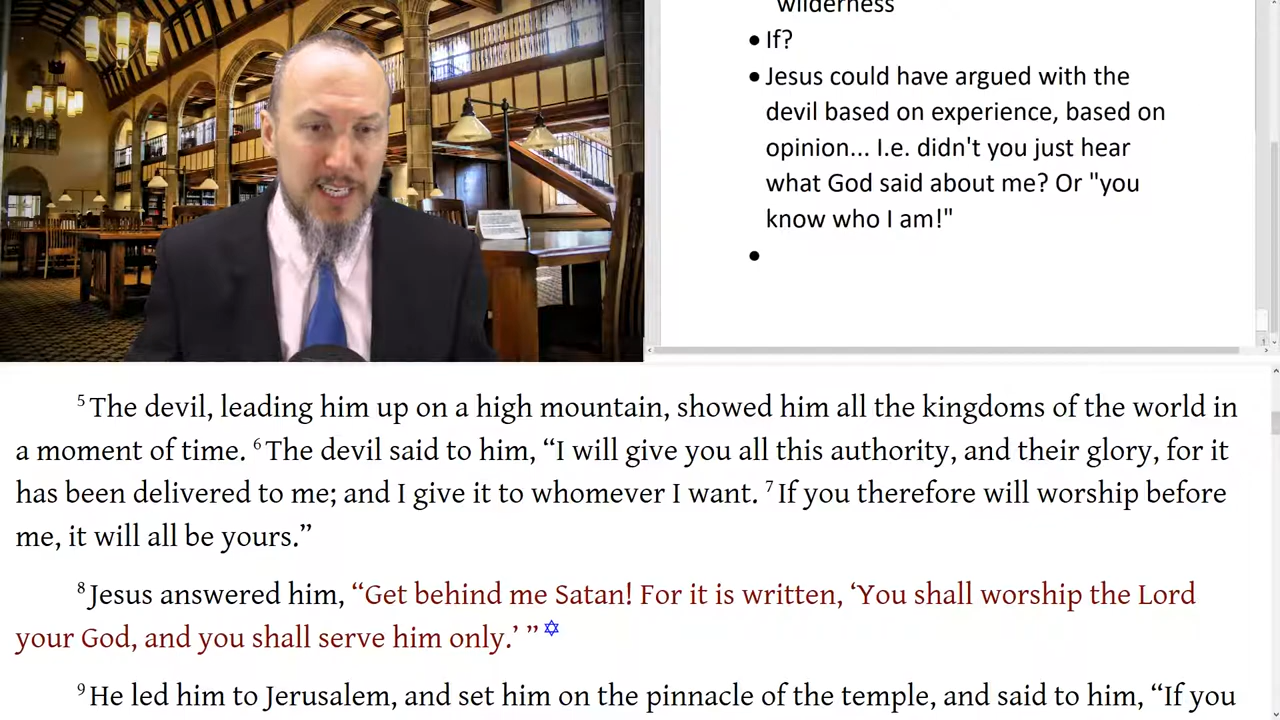 wilderness
• If?
• Jesus could have argued with the
devil based on experience, based on
opinion... I.e. didn't you just hear
what God said about me? Or "you
know who I am!"
•
5 The devil, leading him up on a high mountain, showed him all the kingdoms of the world in
a moment of time. 6 The devil said to him, “I will give you all this authority, and their glory, for it
has been delivered to me; and I give it to whomever I want. 7 If you therefore will worship before
me, it will all be yours.”
8 Jesus answered him, “Get behind me Satan! For it is written, ‘You shall worship the Lord
your God, and you shall serve him only.’ ” ✡
9 He led him to Jerusalem, and set him on the pinnacle of the temple, and said to him, “If you